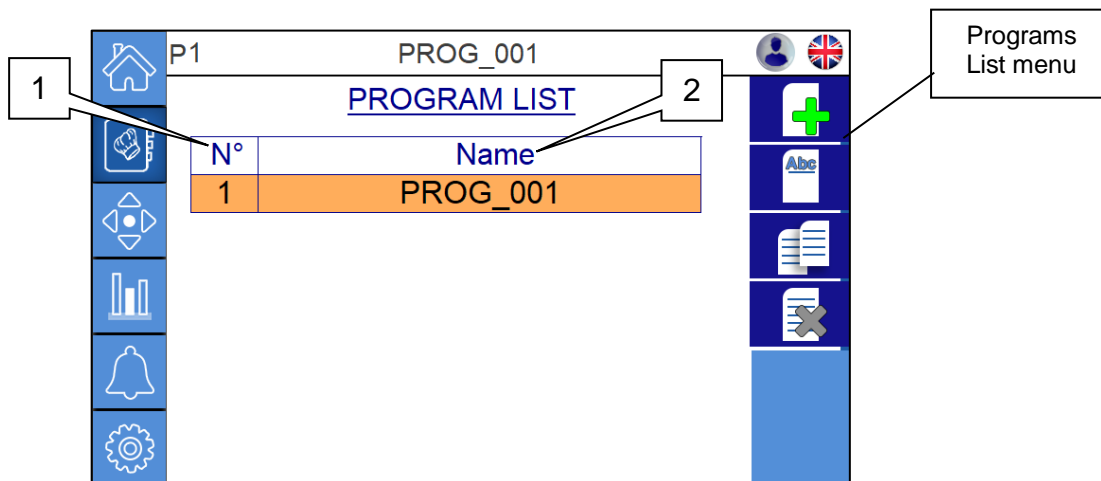 Programs
List menu
P1 PROG_001
1
2
PROGRAM LIST
N° Name
1 PROG_001
Abc